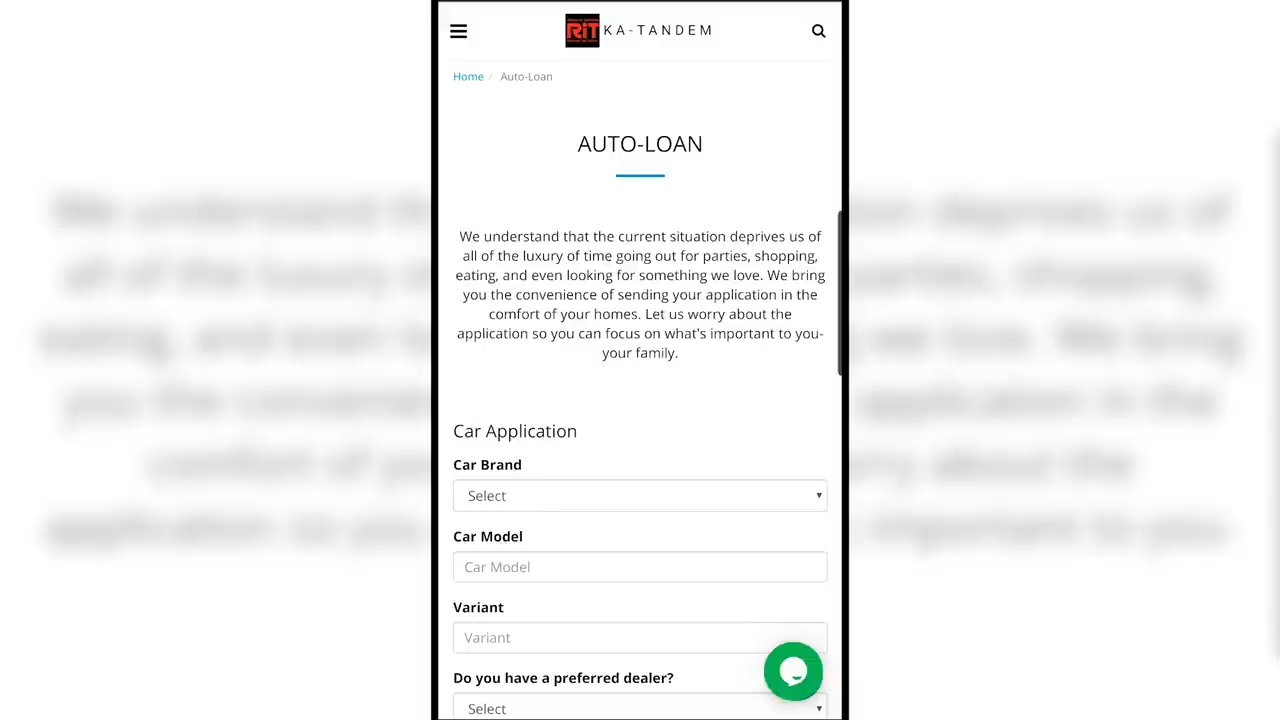 RiT KA-TANDEM
Home / Auto-Loan
AUTO-LOAN
We understand that the current situation deprives us of
all of the luxury of time going out for parties, shopping,
eating, and even looking for something we love. We bring
you the convenience of sending your application in the
comfort of your homes. Let us worry about the
application so you can focus on what's important to you-
your family.
Car Application
Car Brand
Select
Car Model
Car Model
Variant
Variant
Do you have a preferred dealer?
Select